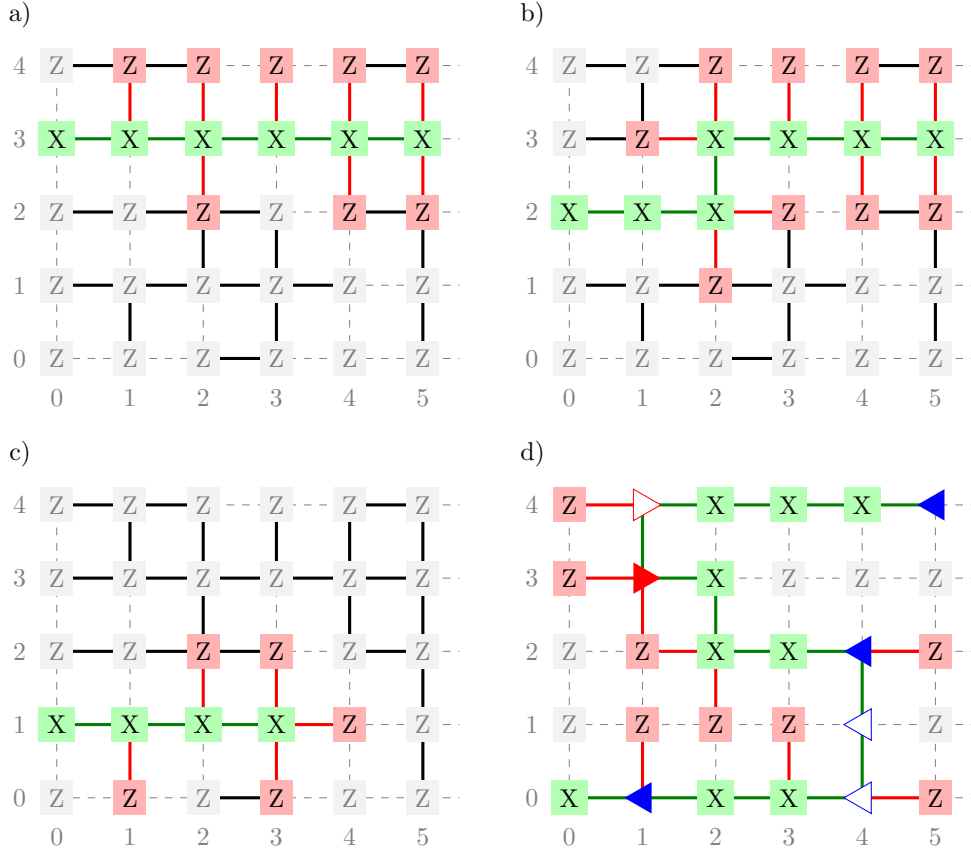 a) b)
4 Z Z Z Z Z Z 4 Z Z Z Z Z Z
3 X X X X X X 3 Z Z X X X X
2 Z Z Z Z Z Z 2 X X X Z Z Z
1 Z Z Z Z Z Z 1 Z Z Z Z Z Z
0 Z Z Z Z Z Z 0 Z Z Z Z Z Z
0 1 2 3 4 5 0 1 2 3 4 5
c) d)
4 Z Z Z Z Z Z 4 Z X X X
3 Z Z Z Z Z Z 3 Z X Z Z Z
2 Z Z Z Z Z Z 2 Z Z X X Z
1 X X X X Z Z 1 Z Z Z Z Z
0 Z Z Z Z Z Z 0 X X X Z
0 1 2 3 4 5 0 1 2 3 4 5